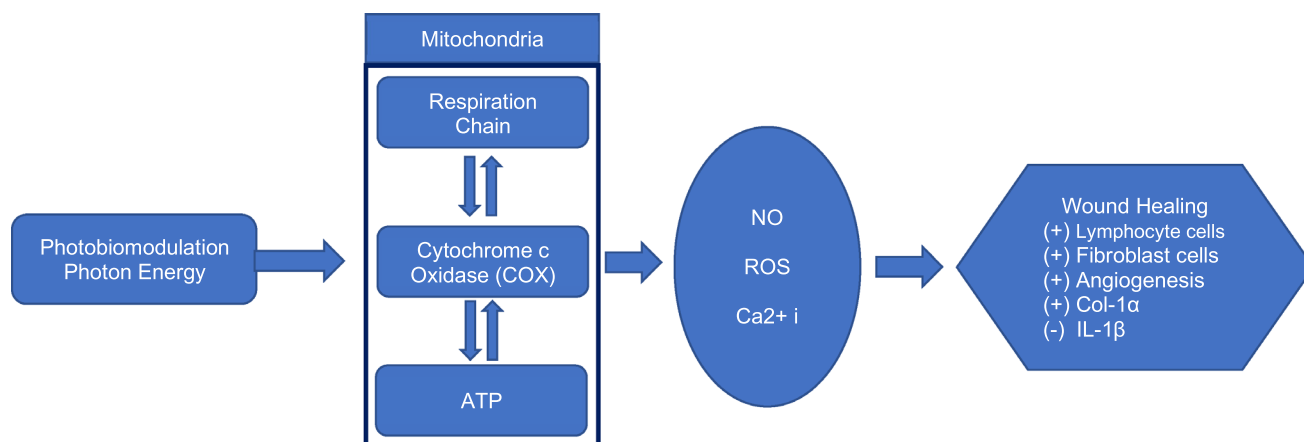 Mitochondria
Respiration
Chain
Photobiomodulation
Photon Energy
Cytochrome c
Oxidase (COX)
ATP
NO
ROS
Ca2+ i
Wound Healing
(+) Lymphocyte cells
(+) Fibroblast cells
(+) Angiogenesis
(+) Col-1α
(-) IL-1β